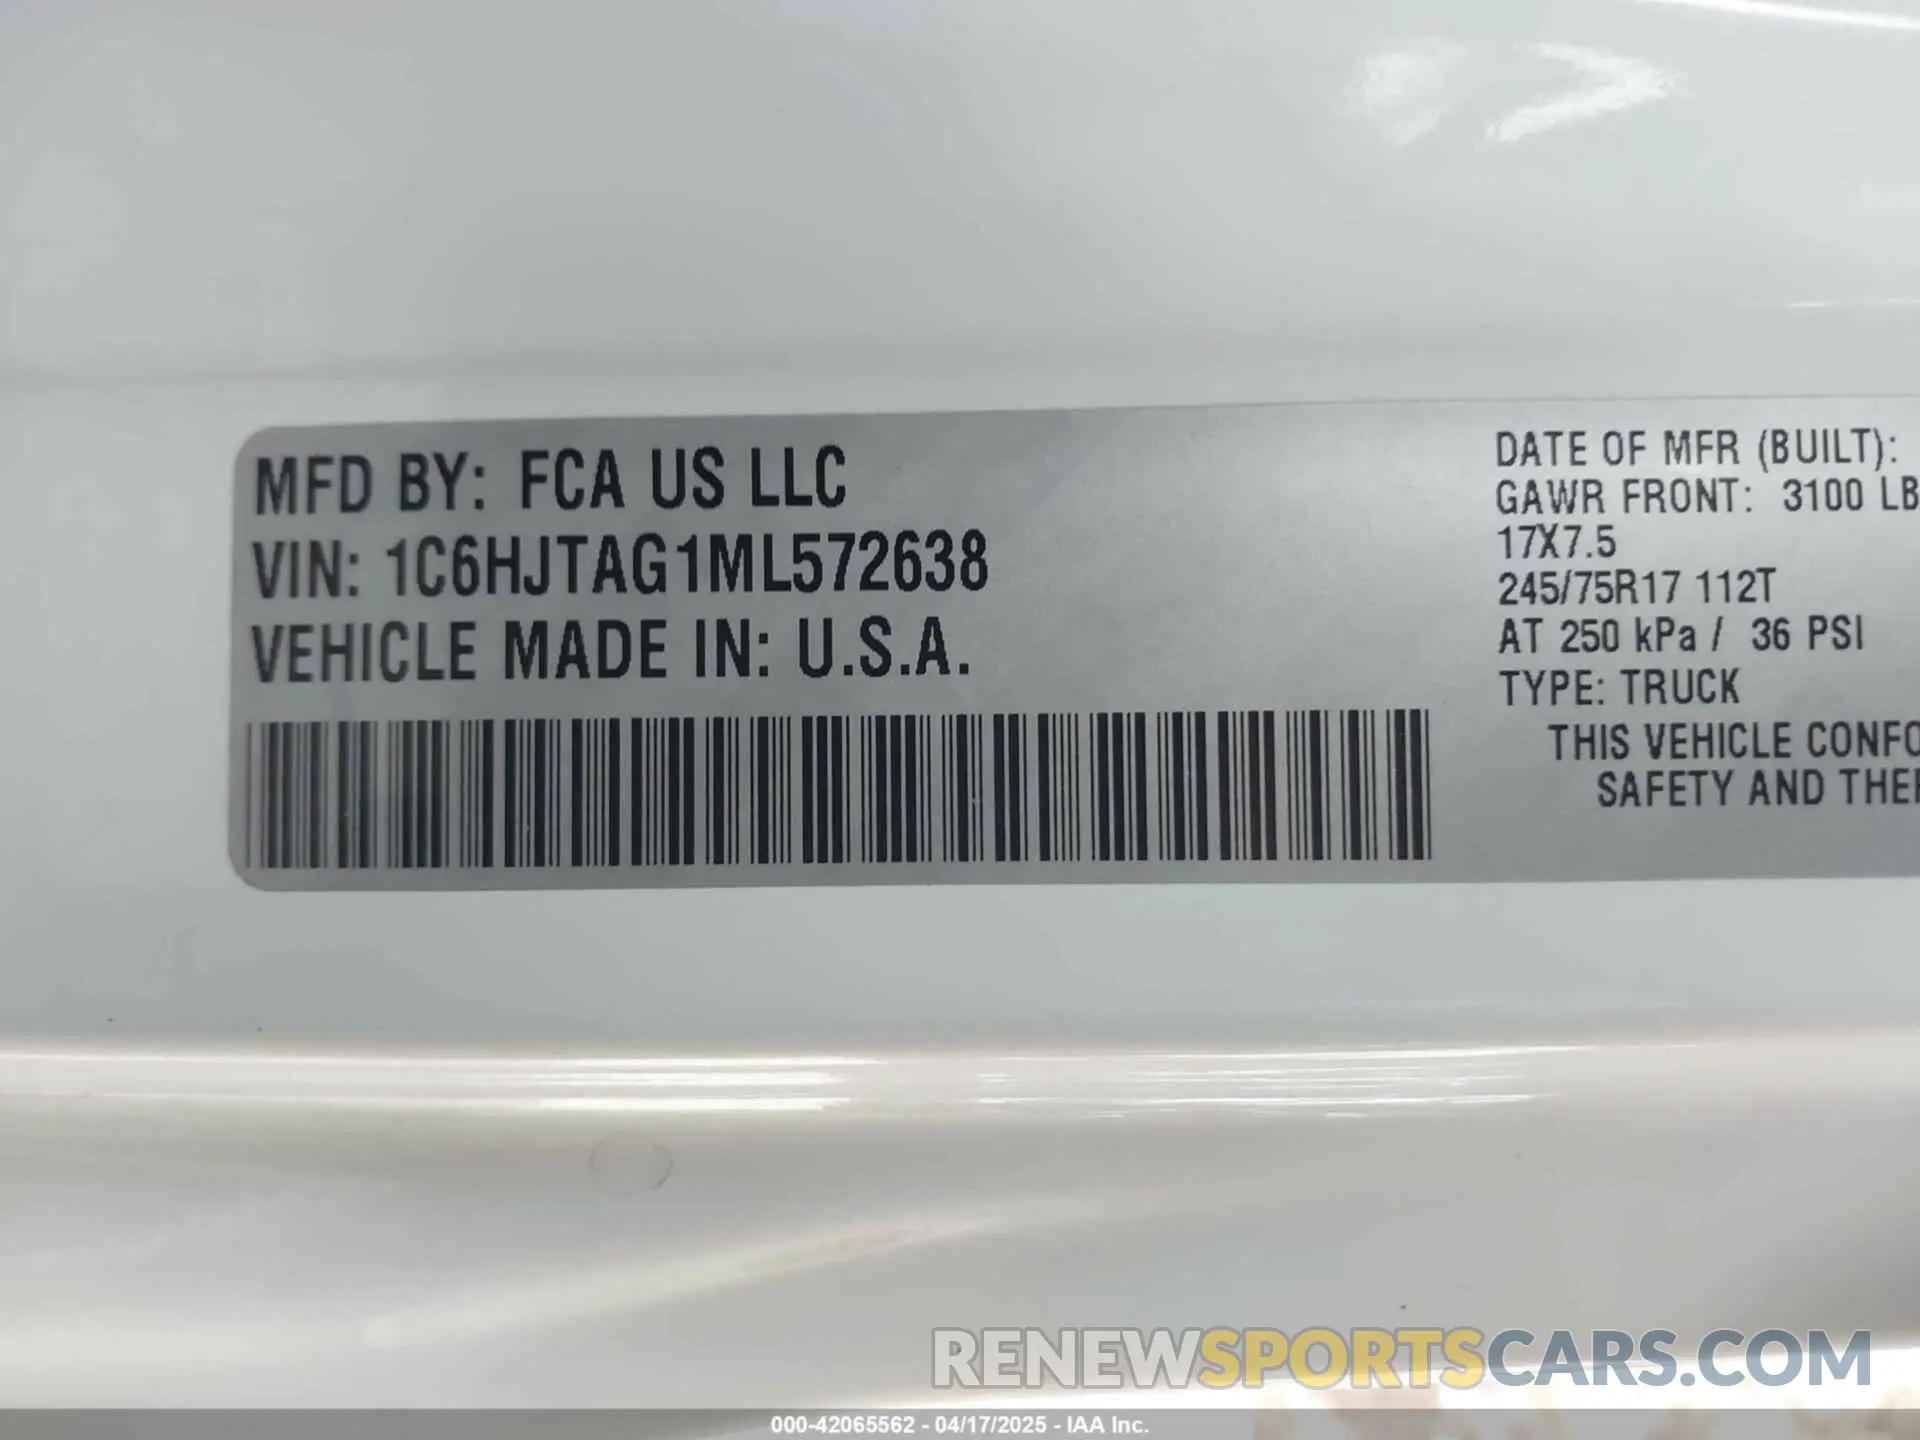 MFD BY: FCA US LLC
VIN: 1C6HJTAG1ML572638
VEHICLE MADE IN: U.S.A.
DATE OF MFR (BUILT):
GAWR FRONT: 3100 LB
17X7.5
245/75R17 112T
AT 250 kPa / 36 PSI
TYPE: TRUCK
THIS VEHICLE CONFO
SAFETY AND THE
RENEWSPORTSCARS.COM
000-42065562 - 04/17/2025 - IAA Inc.